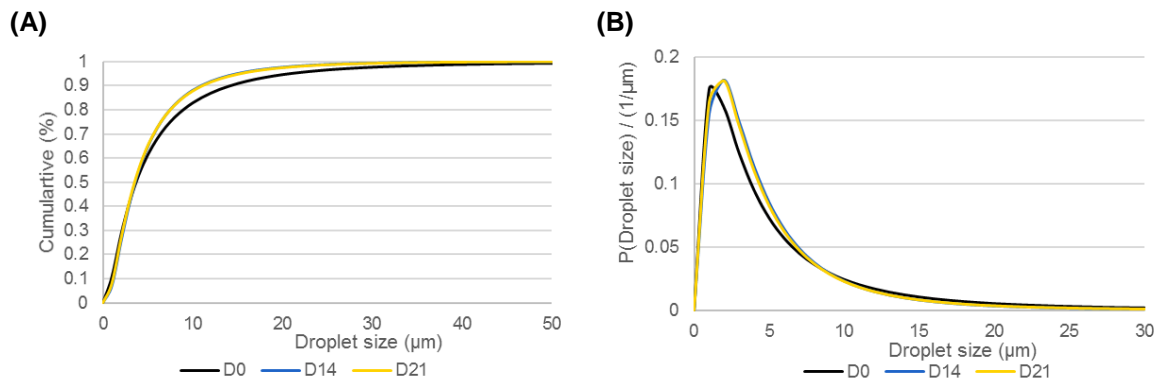 (A)
Cumulartive (%)
1
0.9
0.8
0.7
0.6
0.5
0.4
0.3
0.2
0.1
0
0 10 20 30 40 50
Droplet size (μm)
D0 D14 D21
(B)
P(Droplet size) / (1/μm)
0.2
0.15
0.1
0.05
0
0 5 10 15 20 25 30
Droplet size (μm)
D0 D14 D21